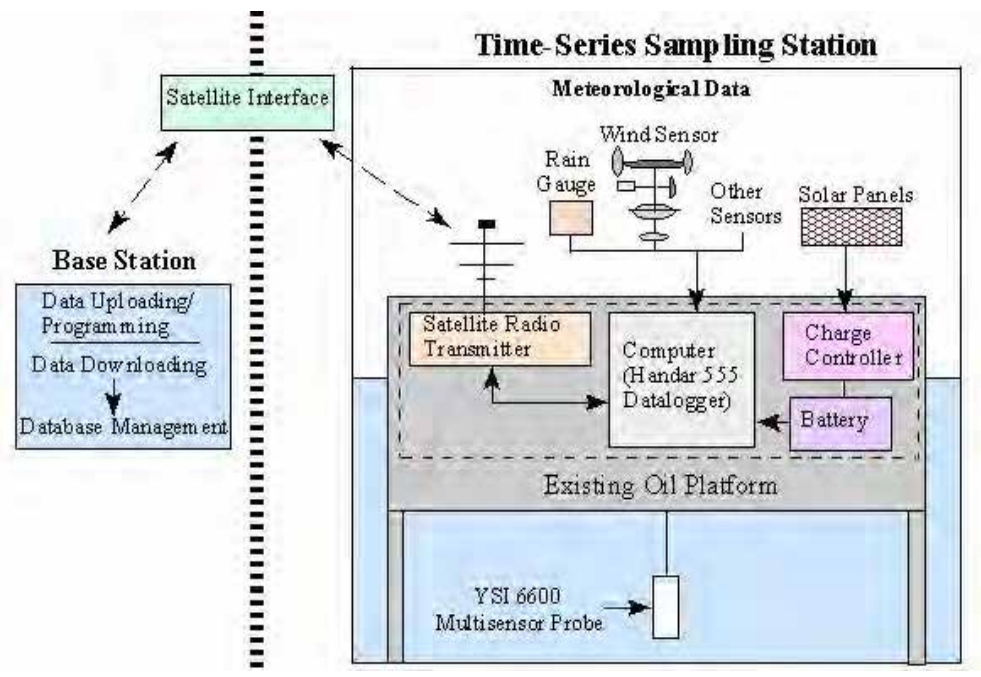 Time-Series Sampling Station
Meteorological Data
Satellite Interface
Wind Sensor
Rain
Gauge
Other
Sensors
Solar Panels
Base Station
Data Uploading/
Programming
Data Downloading
Database Management
Satellite Radio
Transmitter
Computer
(Handar 555
Datalogger)
Charge
Controller
Battery
Existing Oil Platform
YSI 6600
Multisensor Probe